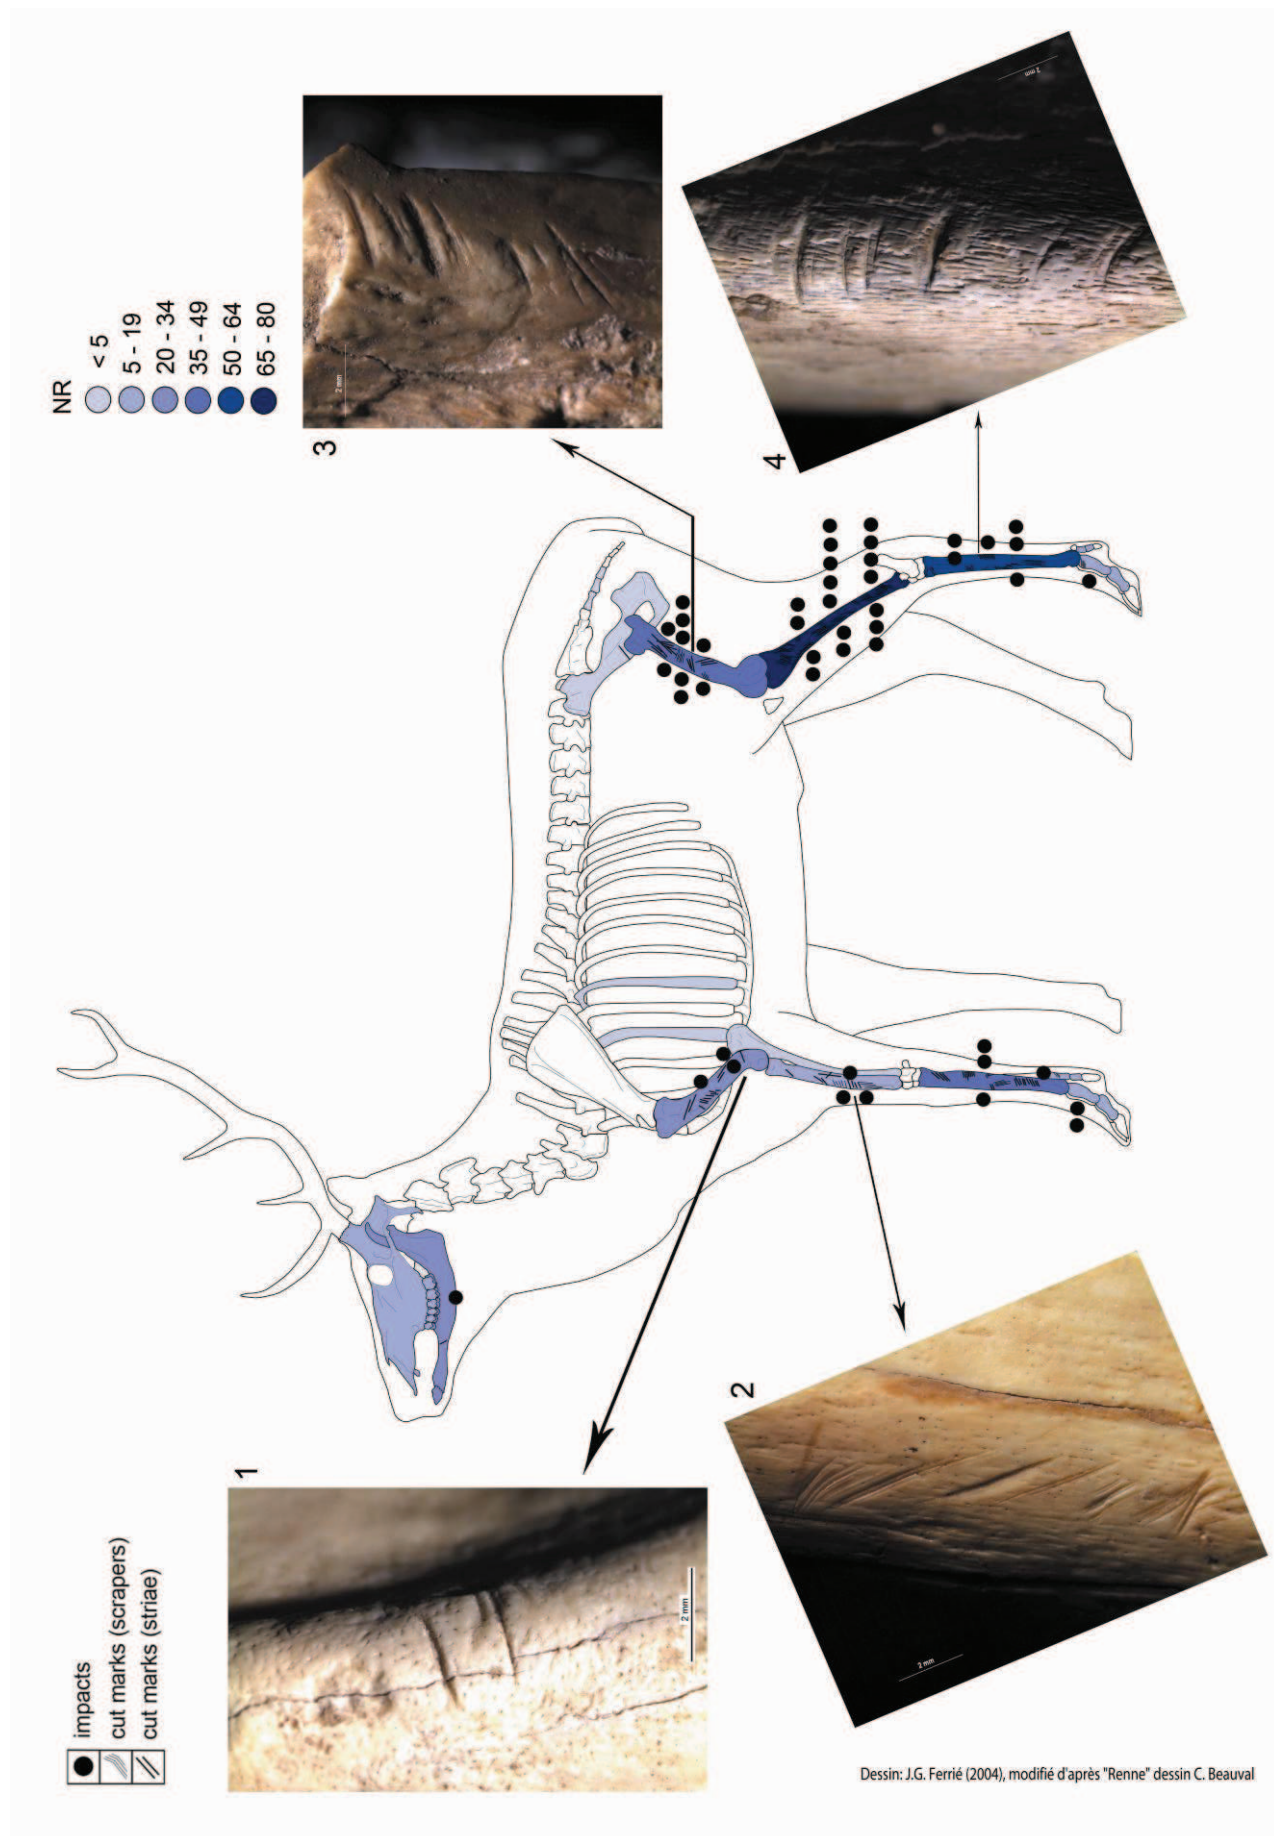 impacts
cut marks (scrapers)
cut marks (striae)
NR
< 5
5 - 19
20 - 34
35 - 49
50 - 64
65 - 80
1
2 mm
2
2 mm
3
2 mm
4
2 mm
Dessin: J.G. Ferrié (2004), modifié d'après "Renne" dessin C. Beauval